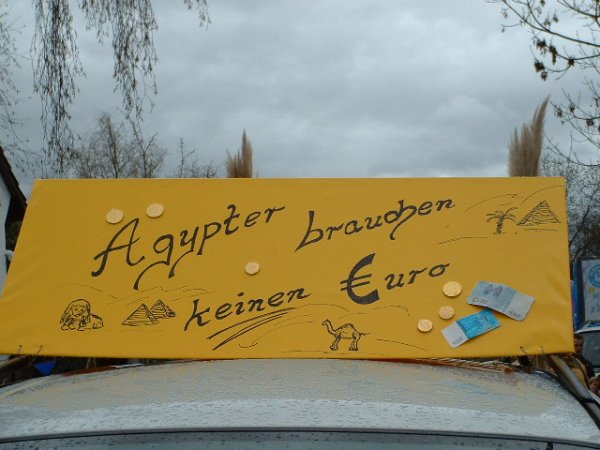 Agypter brauchen
keinen € Euro